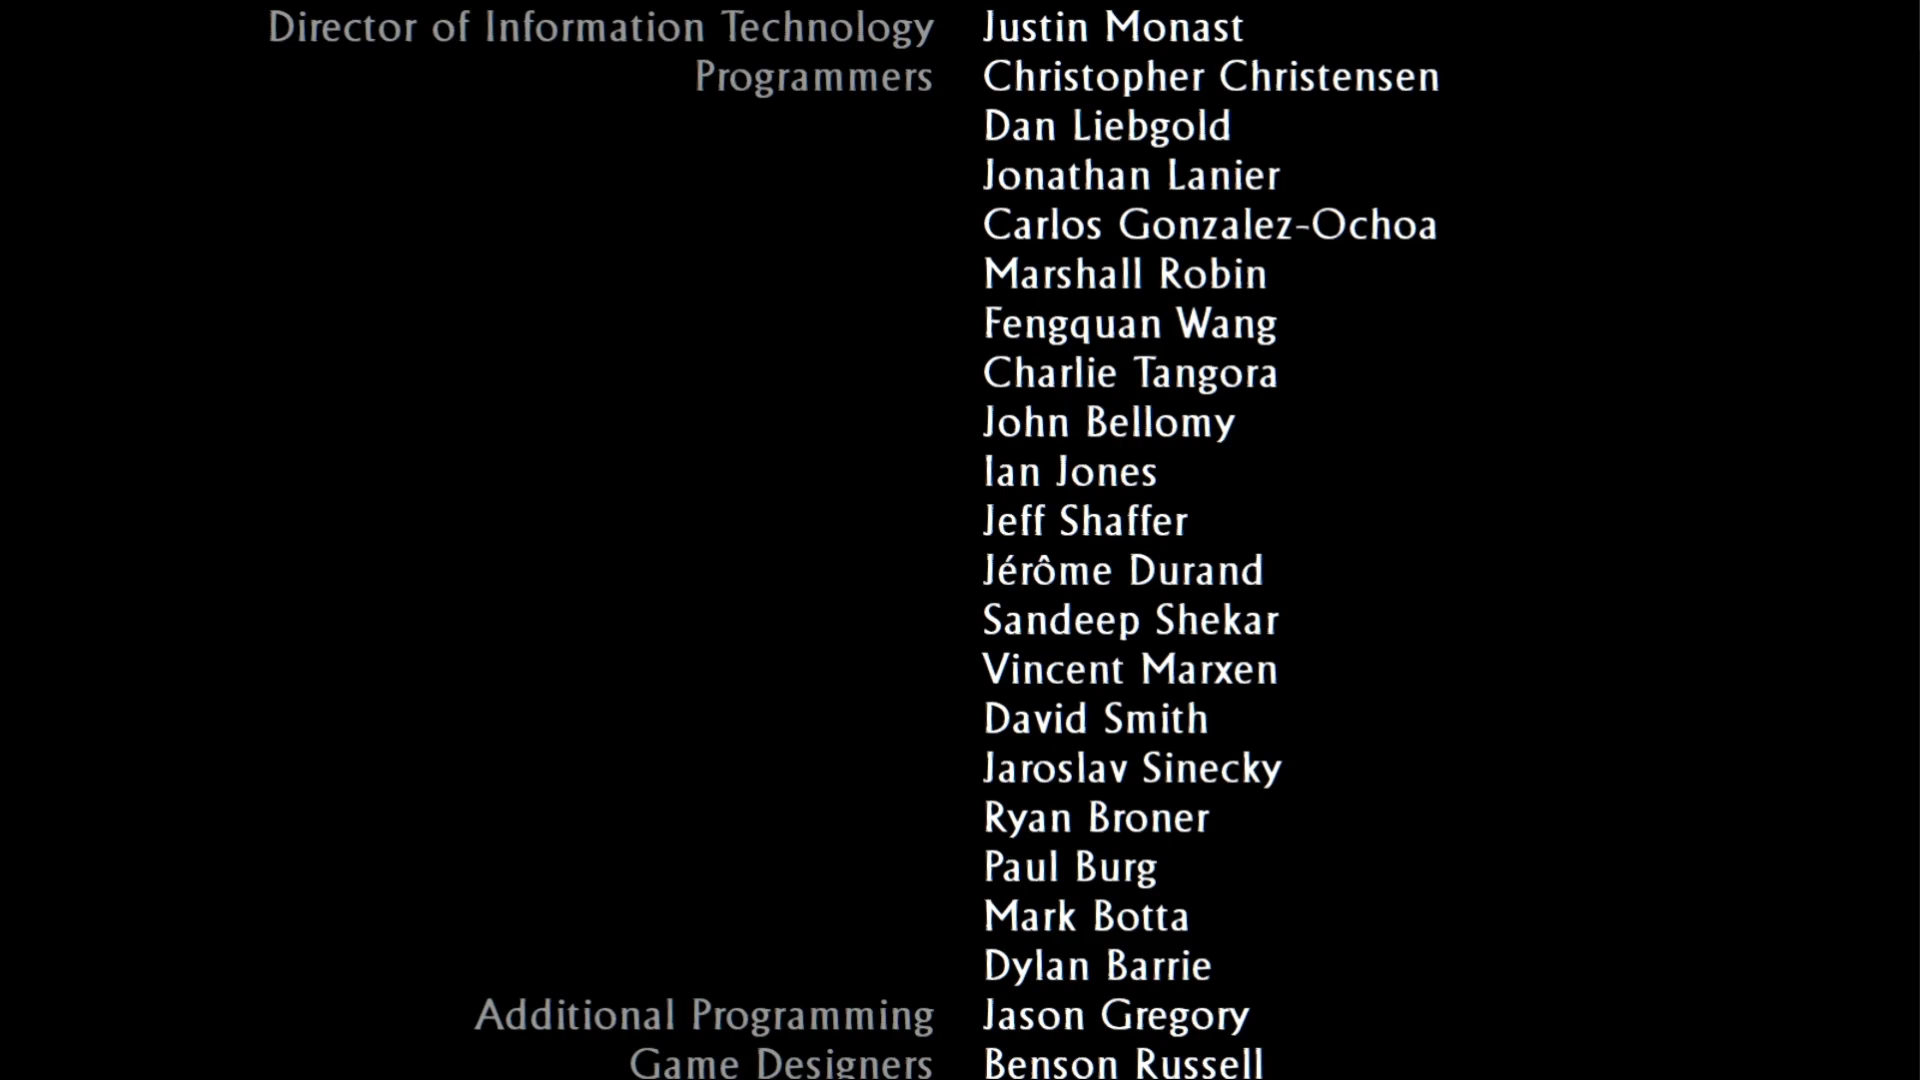 Director of Information Technology Justin Monast
Programmers Christopher Christensen
Dan Liebgold
Jonathan Lanier
Carlos Gonzalez-Ochoa
Marshall Robin
Fengquan Wang
Charlie Tangora
John Bellomy
Ian Jones
Jeff Shaffer
Jérôme Durand
Sandeep Shekar
Vincent Marxen
David Smith
Jaroslav Sinecky
Ryan Broner
Paul Burg
Mark Botta
Dylan Barrie
Additional Programming Jason Gregory
Game Designers Benson Russell